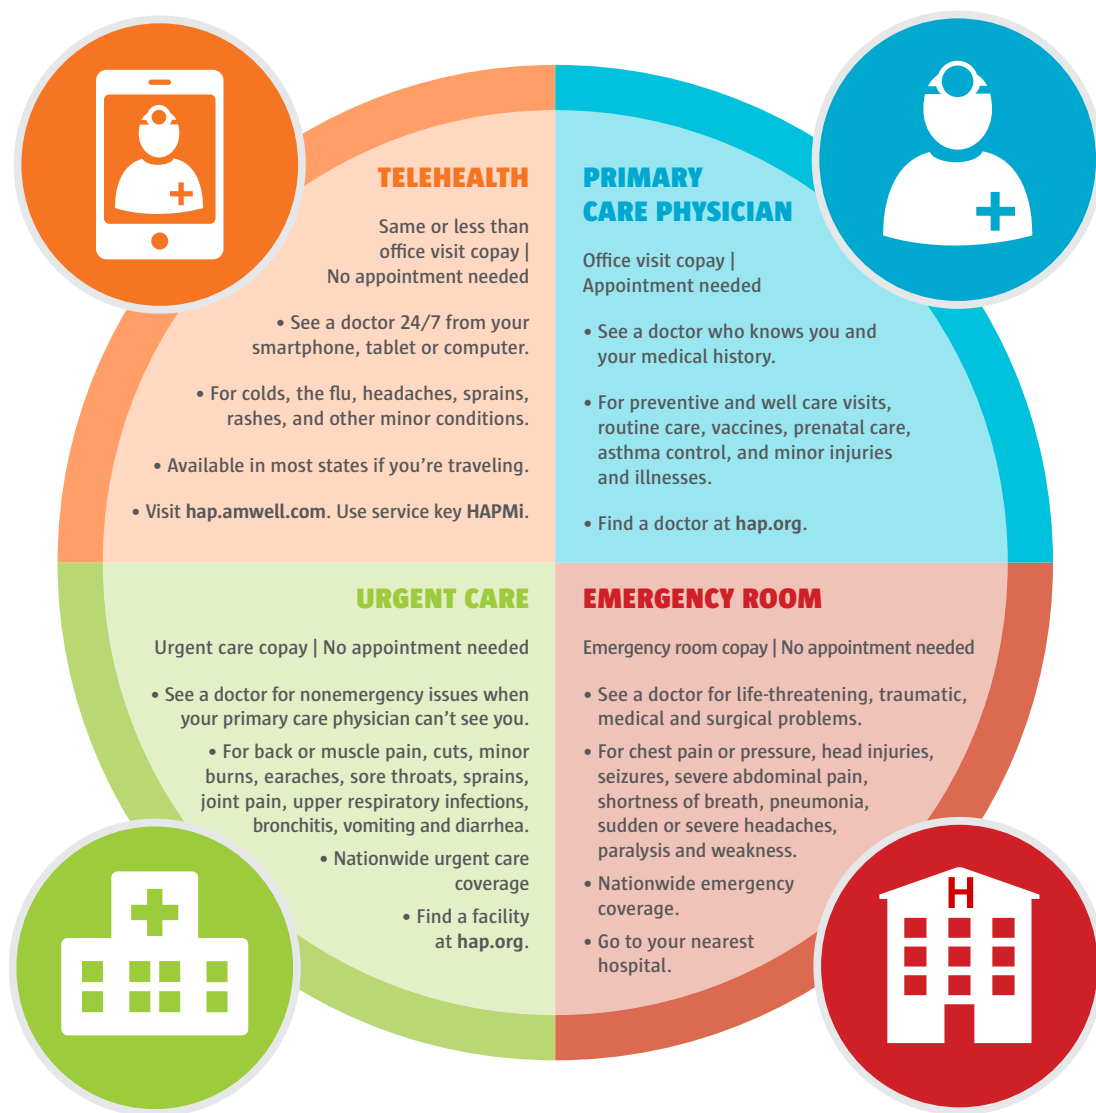 TELEHEALTH
Same or less than
office visit copay |
No appointment needed
• See a doctor 24/7 from your
smartphone, tablet or computer.
• For colds, the flu, headaches, sprains,
rashes, and other minor conditions.
• Available in most states if you’re traveling.
• Visit hap.amwell.com. Use service key HAPMi.
PRIMARY
CARE PHYSICIAN
Office visit copay |
Appointment needed
• See a doctor who knows you and
your medical history.
• For preventive and well care visits,
routine care, vaccines, prenatal care,
asthma control, and minor injuries
and illnesses.
• Find a doctor at hap.org.
URGENT CARE
Urgent care copay | No appointment needed
• See a doctor for nonemergency issues when
your primary care physician can’t see you.
• For back or muscle pain, cuts, minor
burns, earaches, sore throats, sprains,
joint pain, upper respiratory infections,
bronchitis, vomiting and diarrhea.
• Nationwide urgent care
coverage
• Find a facility
at hap.org.
EMERGENCY ROOM
Emergency room copay | No appointment needed
• See a doctor for life-threatening, traumatic,
medical and surgical problems.
• For chest pain or pressure, head injuries,
seizures, severe abdominal pain,
shortness of breath, pneumonia,
sudden or severe headaches,
paralysis and weakness.
• Nationwide emergency
coverage.
• Go to your nearest
hospital.
H